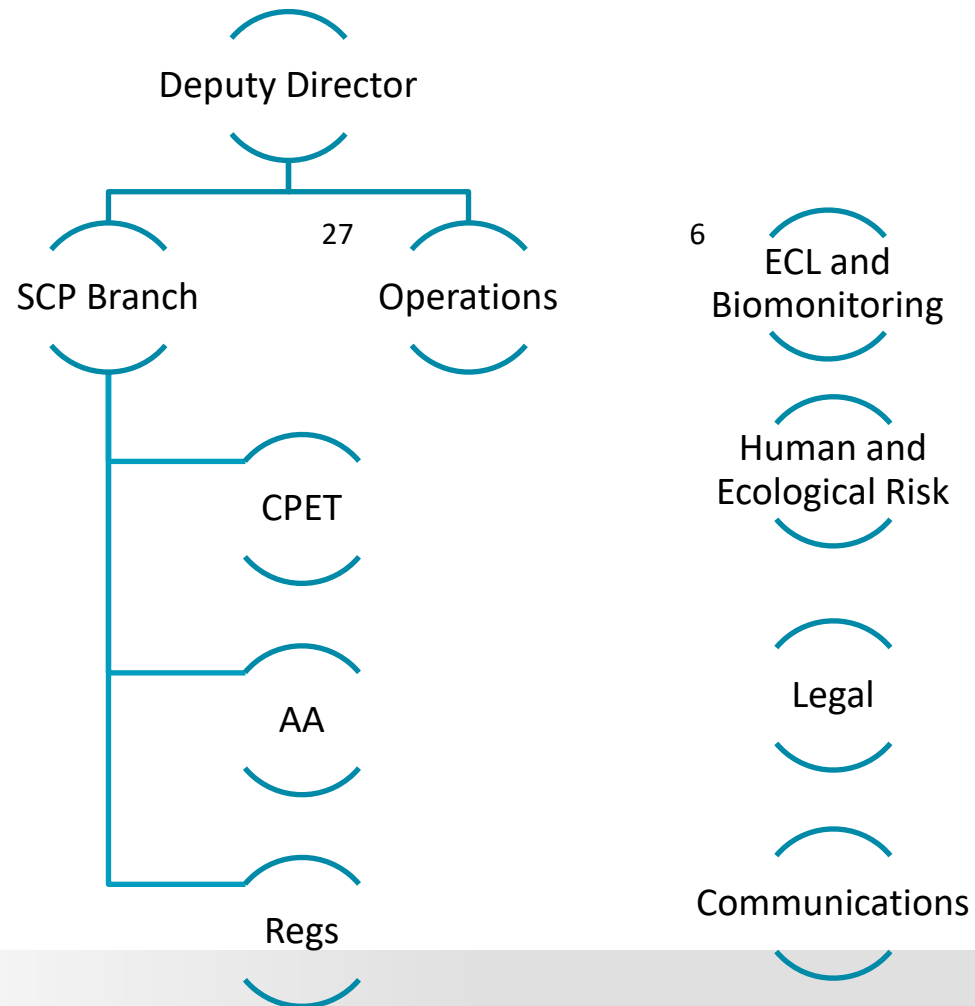 Deputy Director
27
6
SCP Branch
Operations
ECL and
Biomonitoring
Human and
Ecological Risk
CPET
AA
Legal
Regs
Communications